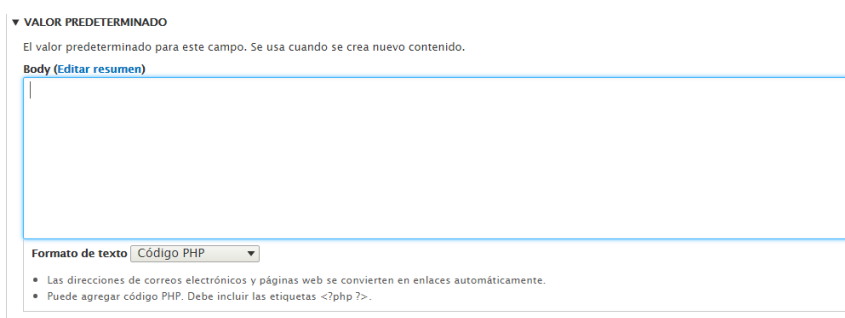 VALOR PREDETERMINADO
El valor predeterminado para este campo. Se usa cuando se crea nuevo contenido.
Body (Editar resumen)
Formato de texto Código PHP
Las direcciones de correos electrónicos y páginas web se convierten en enlaces automáticamente.
Puede agregar código PHP. Debe incluir las etiquetas <?php ?>.